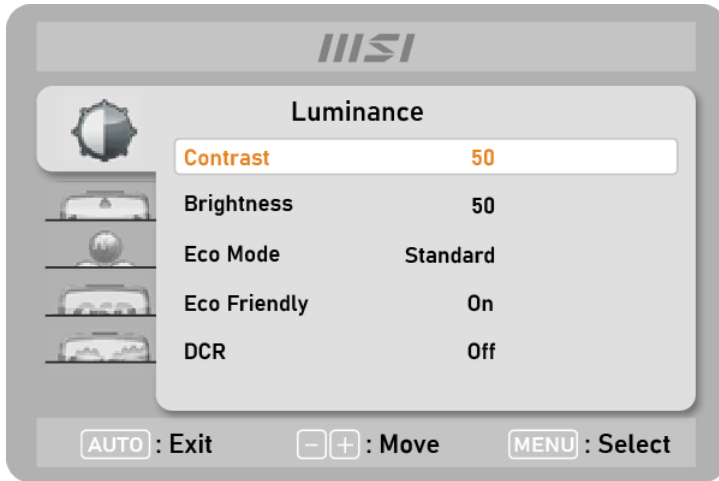 MSI
Luminance
Contrast 50
Brightness 50
Eco Mode Standard
Eco Friendly On
DCR Off
AUTO : Exit - + : Move MENU : Select